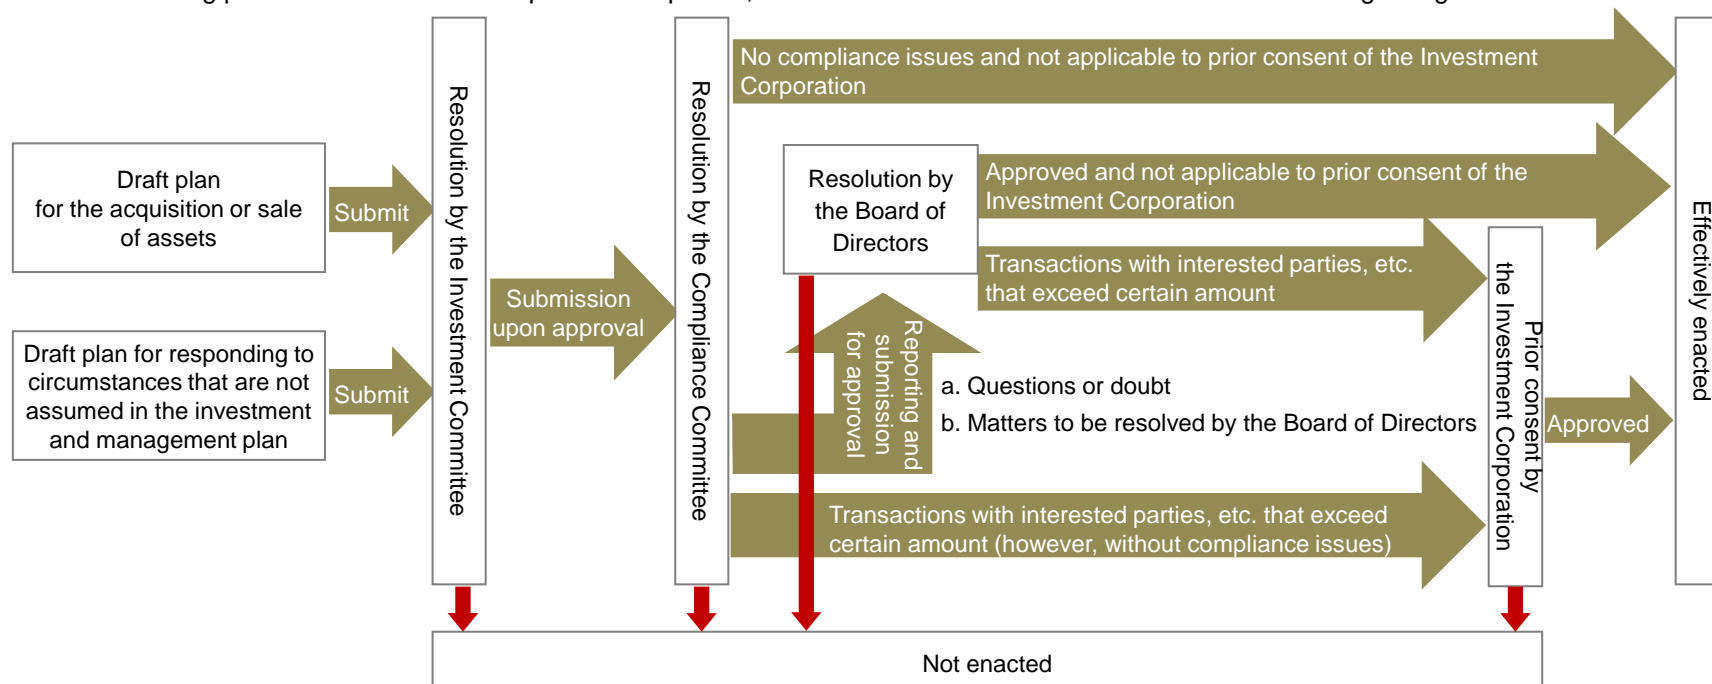 No compliance issues and not applicable to prior consent of the Investment
Corporation
Resolution by the Investment Committee
Resolution by the Compliance Committee
Draft plan
for the acquisition or sale
of assets
Submit
Resolution by
the Board of
Directors
Approved and not applicable to prior consent of the
Investment Corporation
Effectively enacted
Transactions with interested parties, etc.
that exceed certain amount
Prior consent by
the Investment Corporation
Submission
upon approval
Draft plan for responding to
circumstances that are not
assumed in the investment
and management plan
Submit
Reporting and
submission
for approval
a. Questions or doubt
b. Matters to be resolved by the Board of Directors
Approved
Transactions with interested parties, etc. that exceed
certain amount (however, without compliance issues)
Not enacted